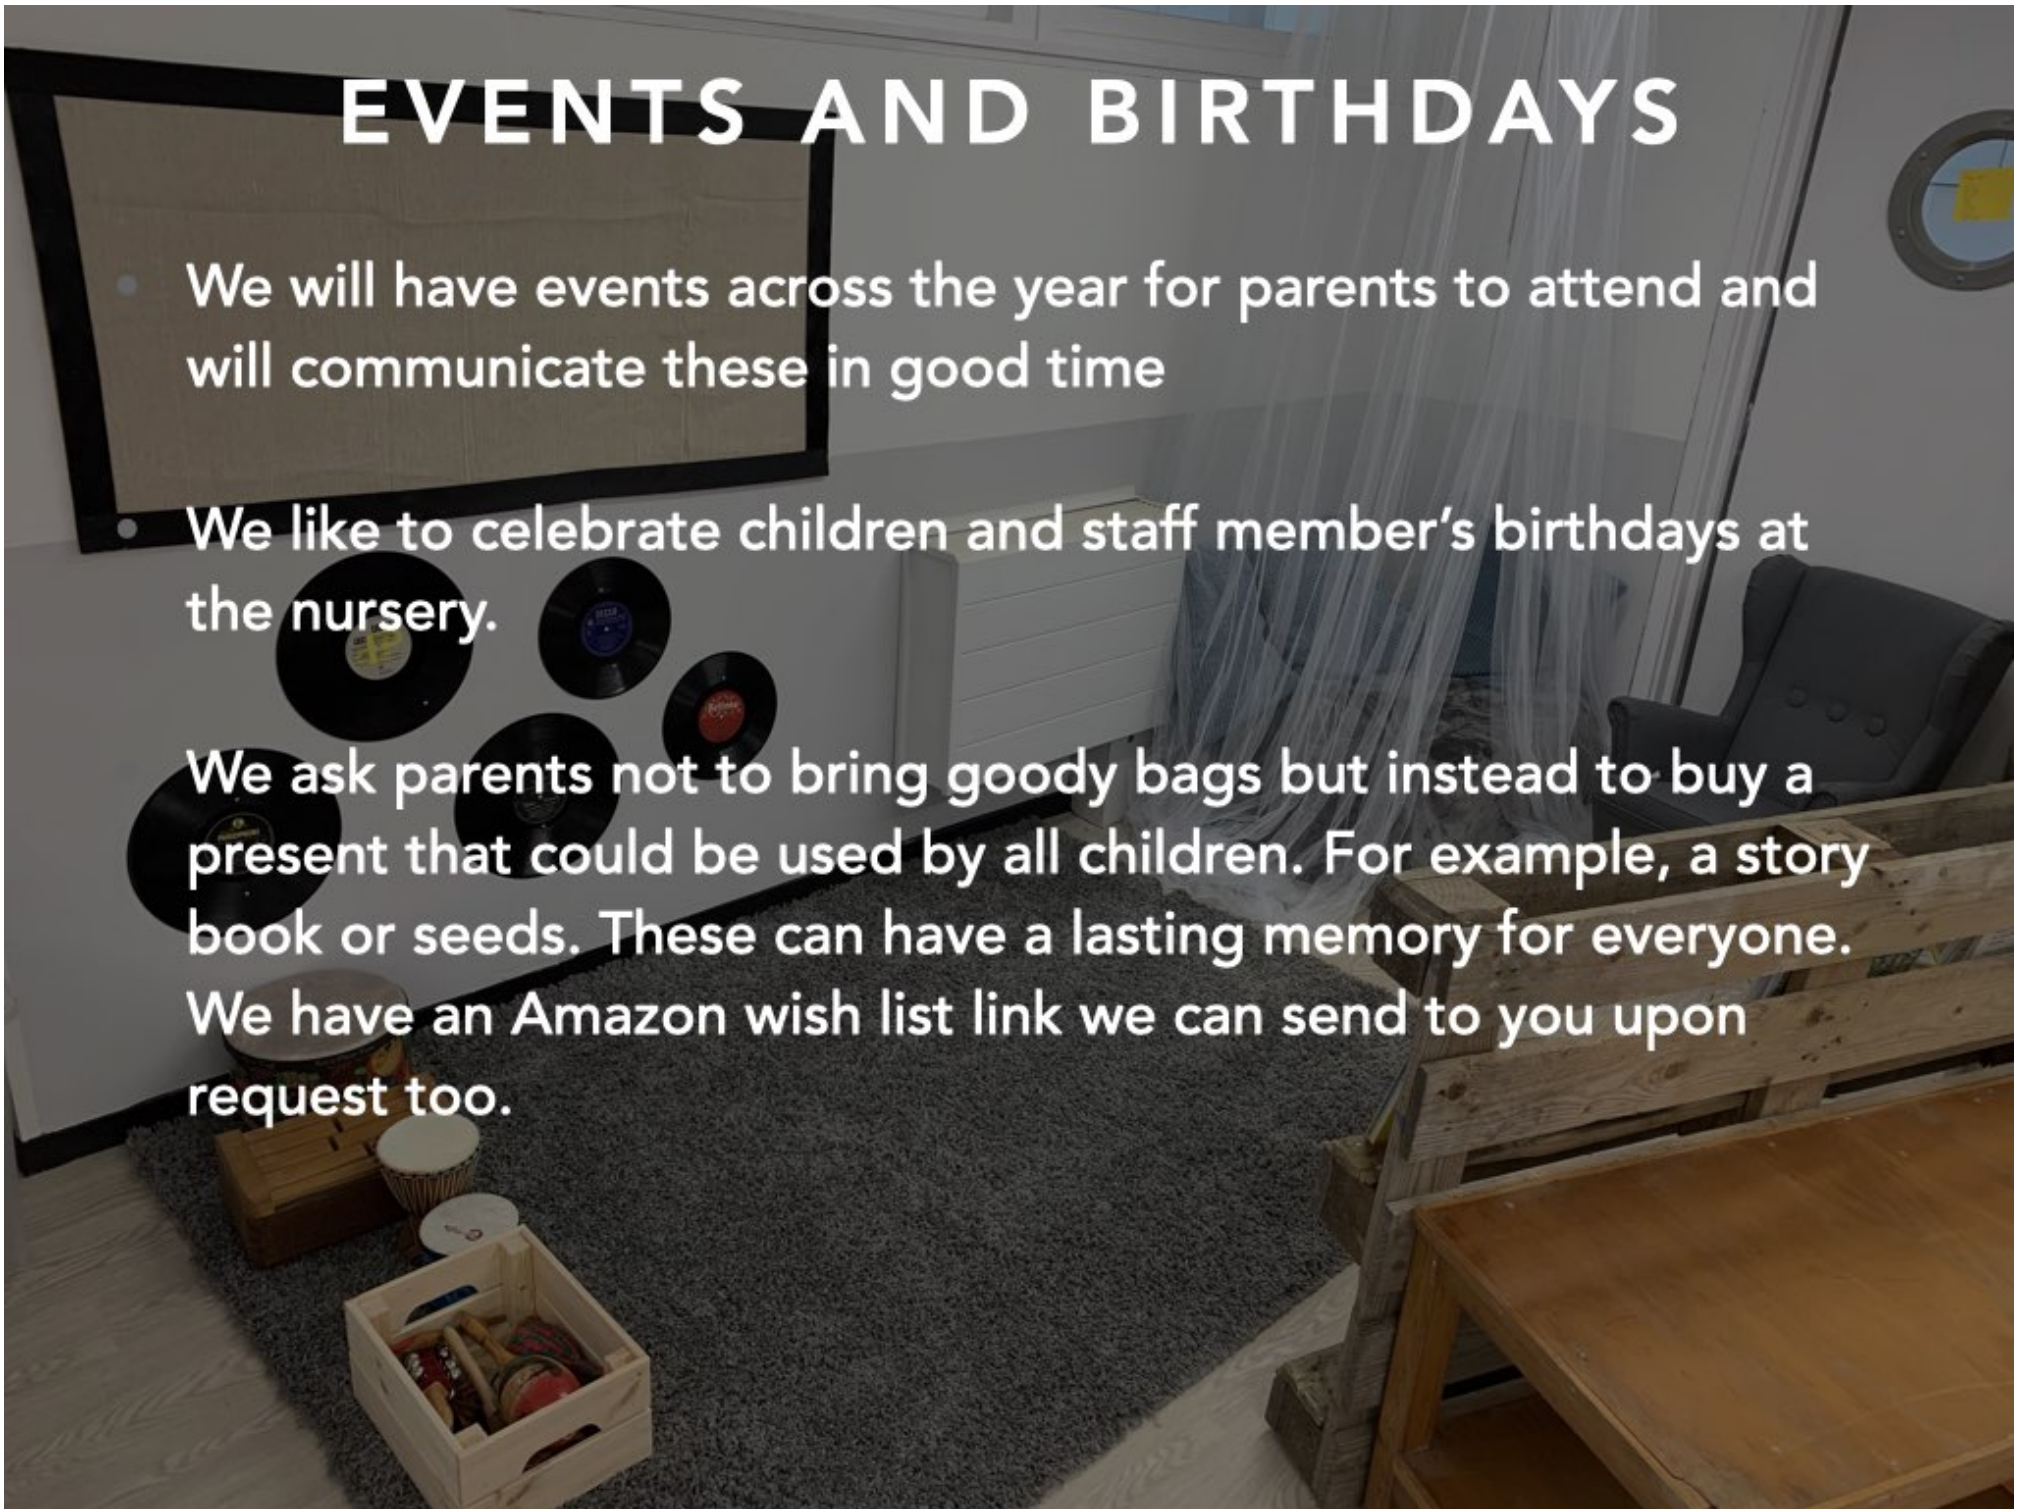 EVENTS AND BIRTHDAYS
We will have events across the year for parents to attend and
will communicate these in good time
We like to celebrate children and staff member's birthdays at
the nursery.
We ask parents not to bring goody bags but instead to buy a
present that could be used by all children. For example, a story
book or seeds. These can have a lasting memory for everyone.
We have an Amazon wish list link we can send to you upon
request too.